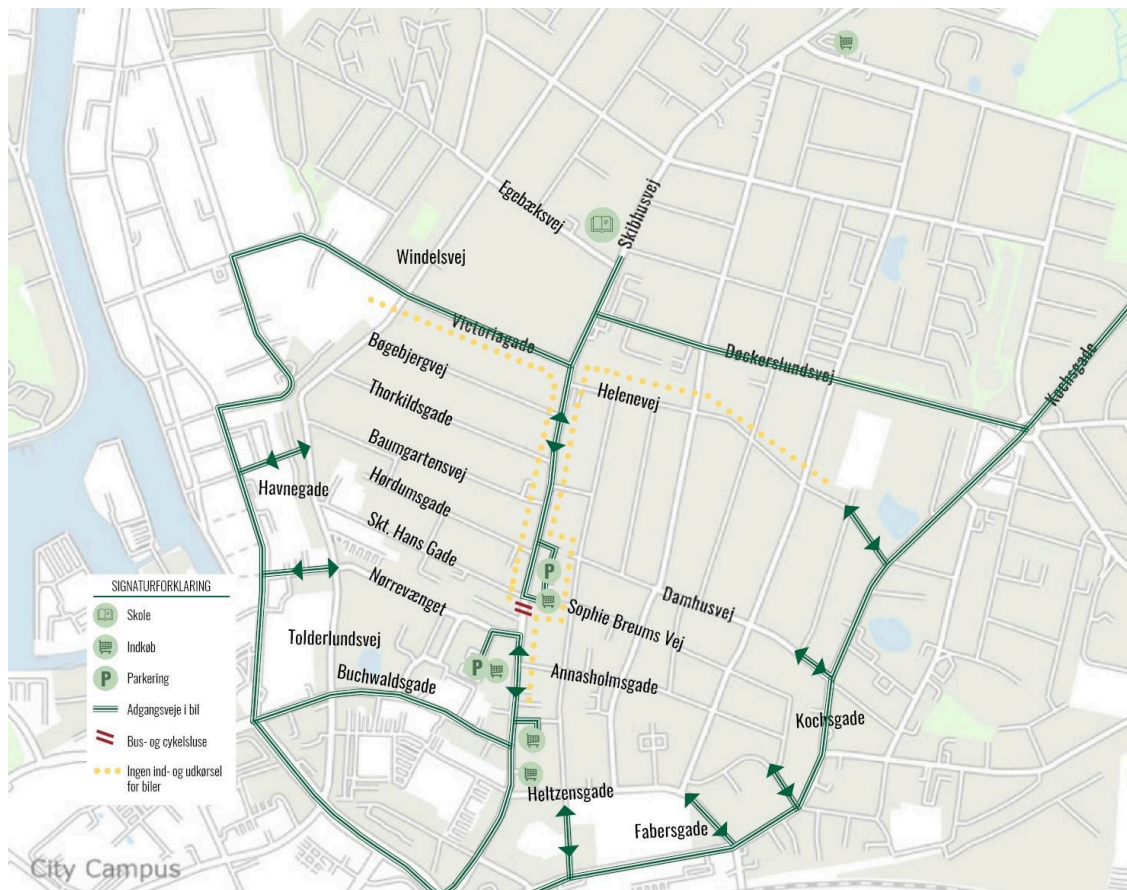 Egebæksvej
Skibhusvej
Windelsvej
Victoriagade
Bøgebjergvej
Døckerslundsvej
Kochsgade
Helenevej
Thorkildsgade
Baumgartensvej
Havnegade
Hørdumsgade
Skt. Hans Gade
P
Nørrevænget
Sophie Breums Vej
Damhusvej
SIGNATURFORKLARING
Skole
Indkøb
P Parkering
Adgangsveje i bil
Bus- og cykelsluse
Ingen ind- og udkørsel
for biler
Tolderlundsvej
P
Buchwaldsgade
Annasholmsgade
Kochsgade
Heltzensgade
Fabersgade
City Campus